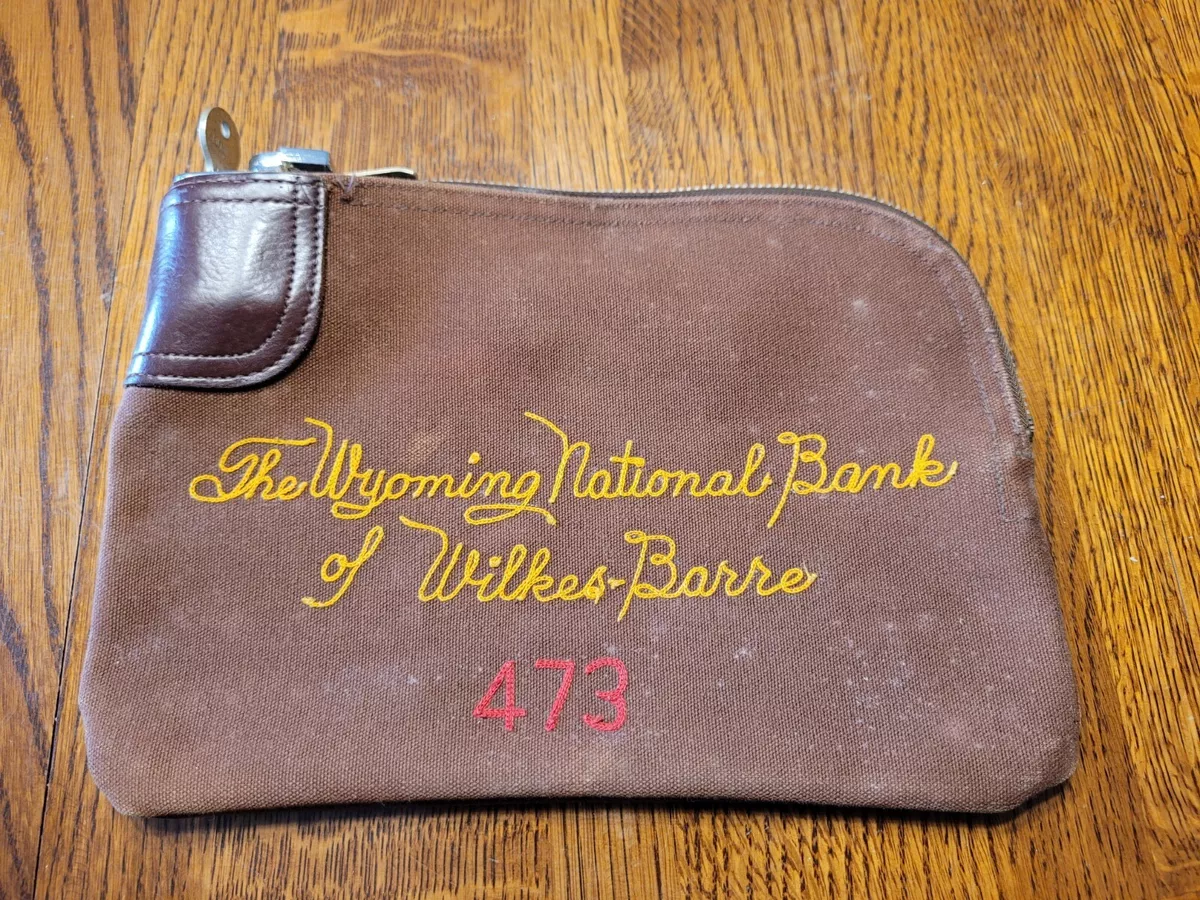 The Wyoming National Bank
of Wilkes-Barre
473